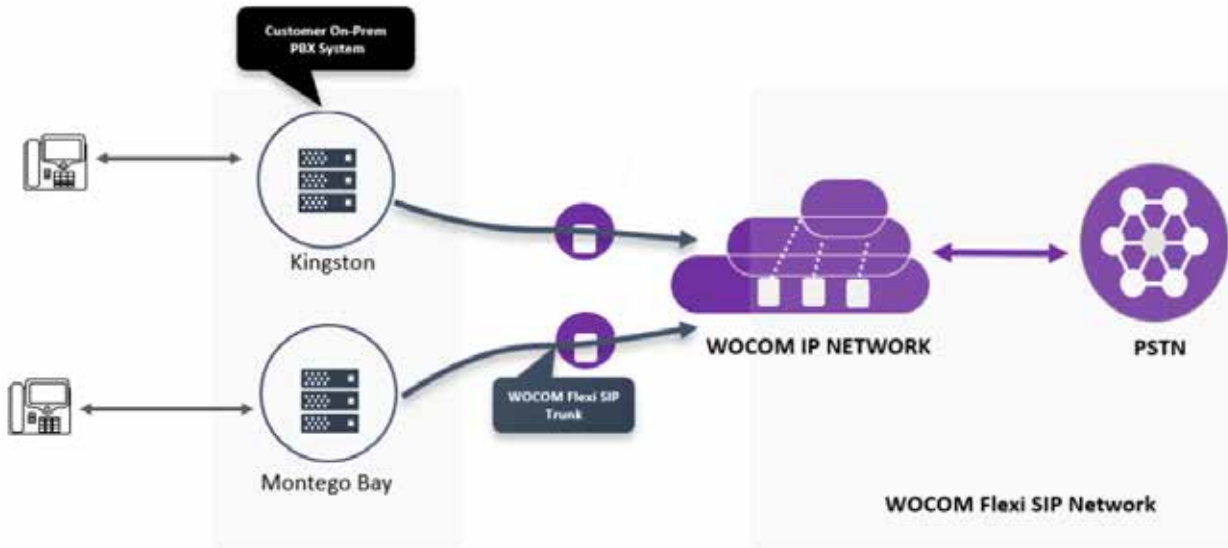 Customer On-Prem
PBX System
Kingston
WOCOM IP NETWORK
PSTN
WOCOM Flexi SIP
Trunk
Montego Bay
WOCOM Flexi SIP Network